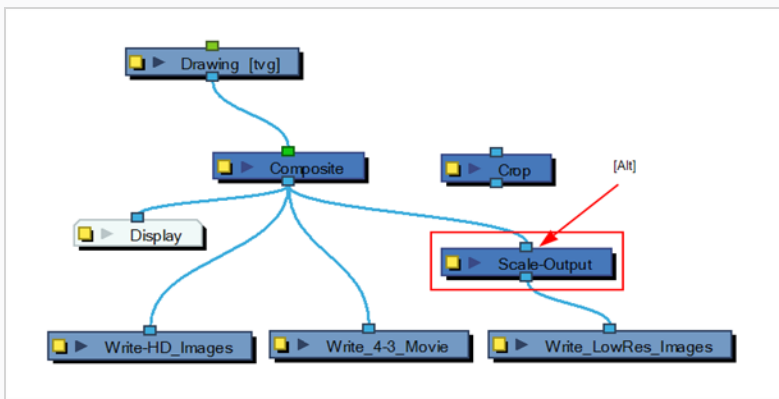 Drawing [tvg]
Composite
Crop
[Alt]
Display
Scale-Output
Write-HD_Images
Write_4-3_Movie
Write_LowRes_Images